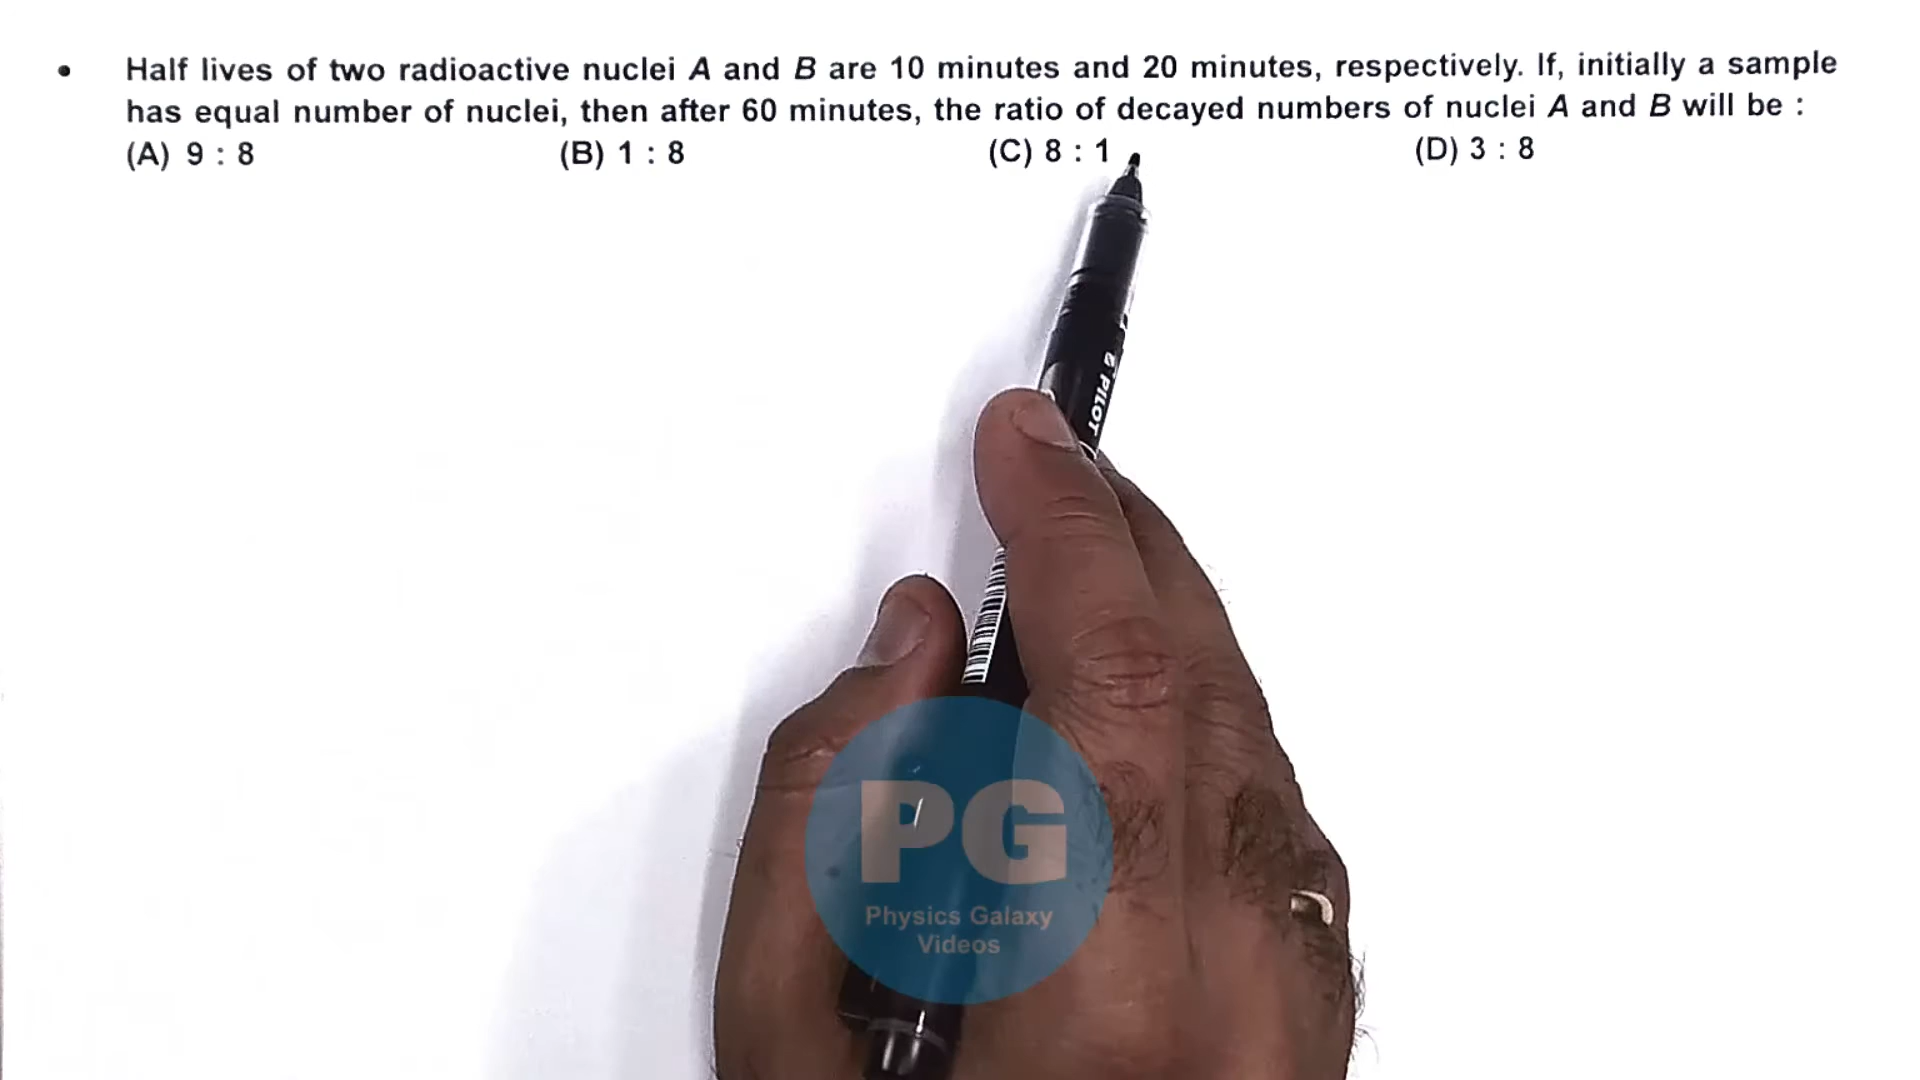 • Half lives of two radioactive nuclei A and B are 10 minutes and 20 minutes, respectively. If, initially a sample
has equal number of nuclei, then after 60 minutes, the ratio of decayed numbers of nuclei A and B will be :
(A) 9 : 8 (B) 1 : 8 (C) 8 : 1 (D) 3 : 8
PILOT
PG
Physics Galaxy
Videos